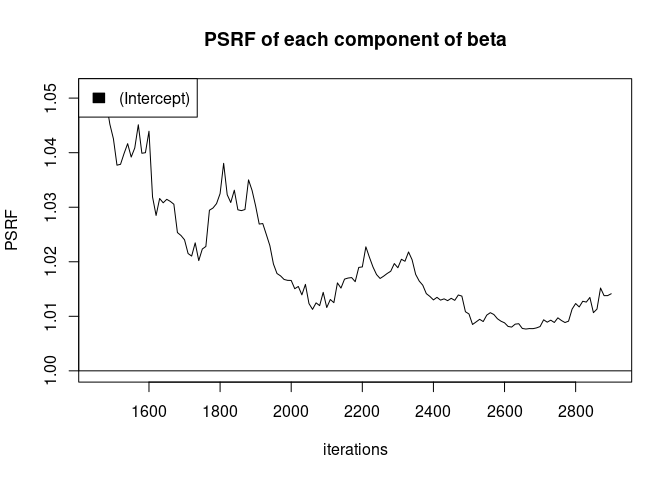 PSRF of each component of beta
(Intercept)
PSRF
1.05
1.04
1.03
1.02
1.01
1.00
1600 1800 2000 2200 2400 2600 2800
iterations